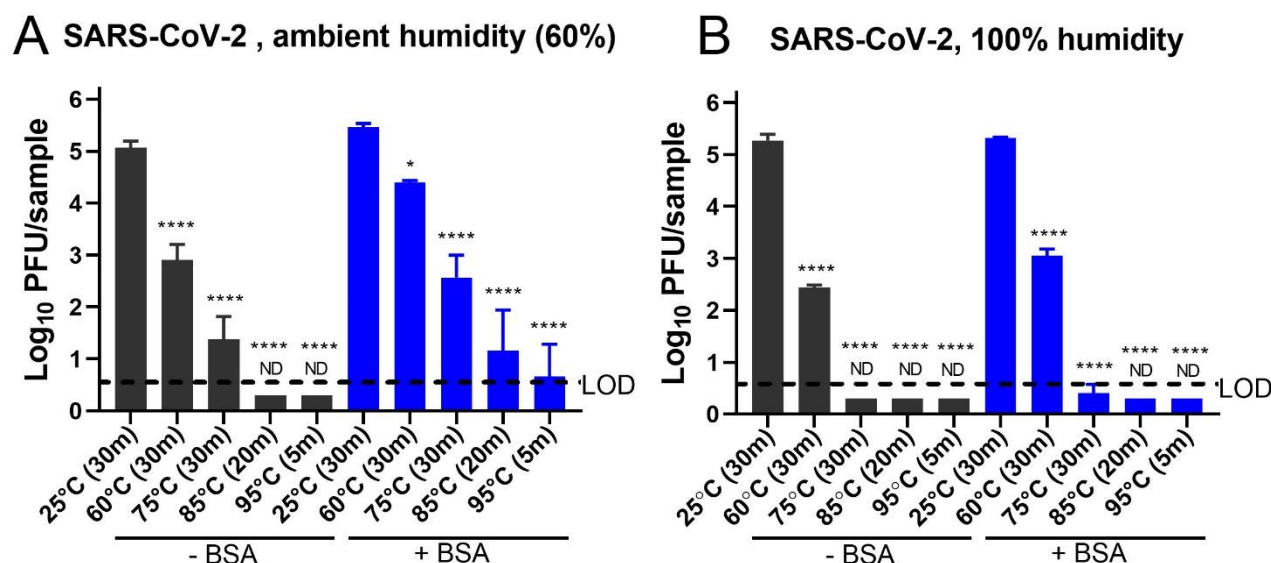 A SARS-CoV-2 , ambient humidity (60%)
Log10 PFU/sample
6
5
4
3
2
1
0
****
****
****
ND
****
ND
*
****
****
****
LOD
25°C (30m)
60°C (30m)
75°C (30m)
85°C (20m)
95°C (5m)
25°C (30m)
60°C (30m)
75°C (30m)
85°C (20m)
95°C (5m)
- BSA
+ BSA
B SARS-CoV-2, 100% humidity
Log10 PFU/sample
6
5
4
3
2
1
0
****
****
ND
****
ND
****
ND
****
****
****
ND
****
ND
LOD
25°C (30m)
60°C (30m)
75°C (30m)
85°C (20m)
95°C (5m)
25°C (30m)
60°C (30m)
75°C (30m)
85°C (20m)
95°C (5m)
- BSA
+ BSA